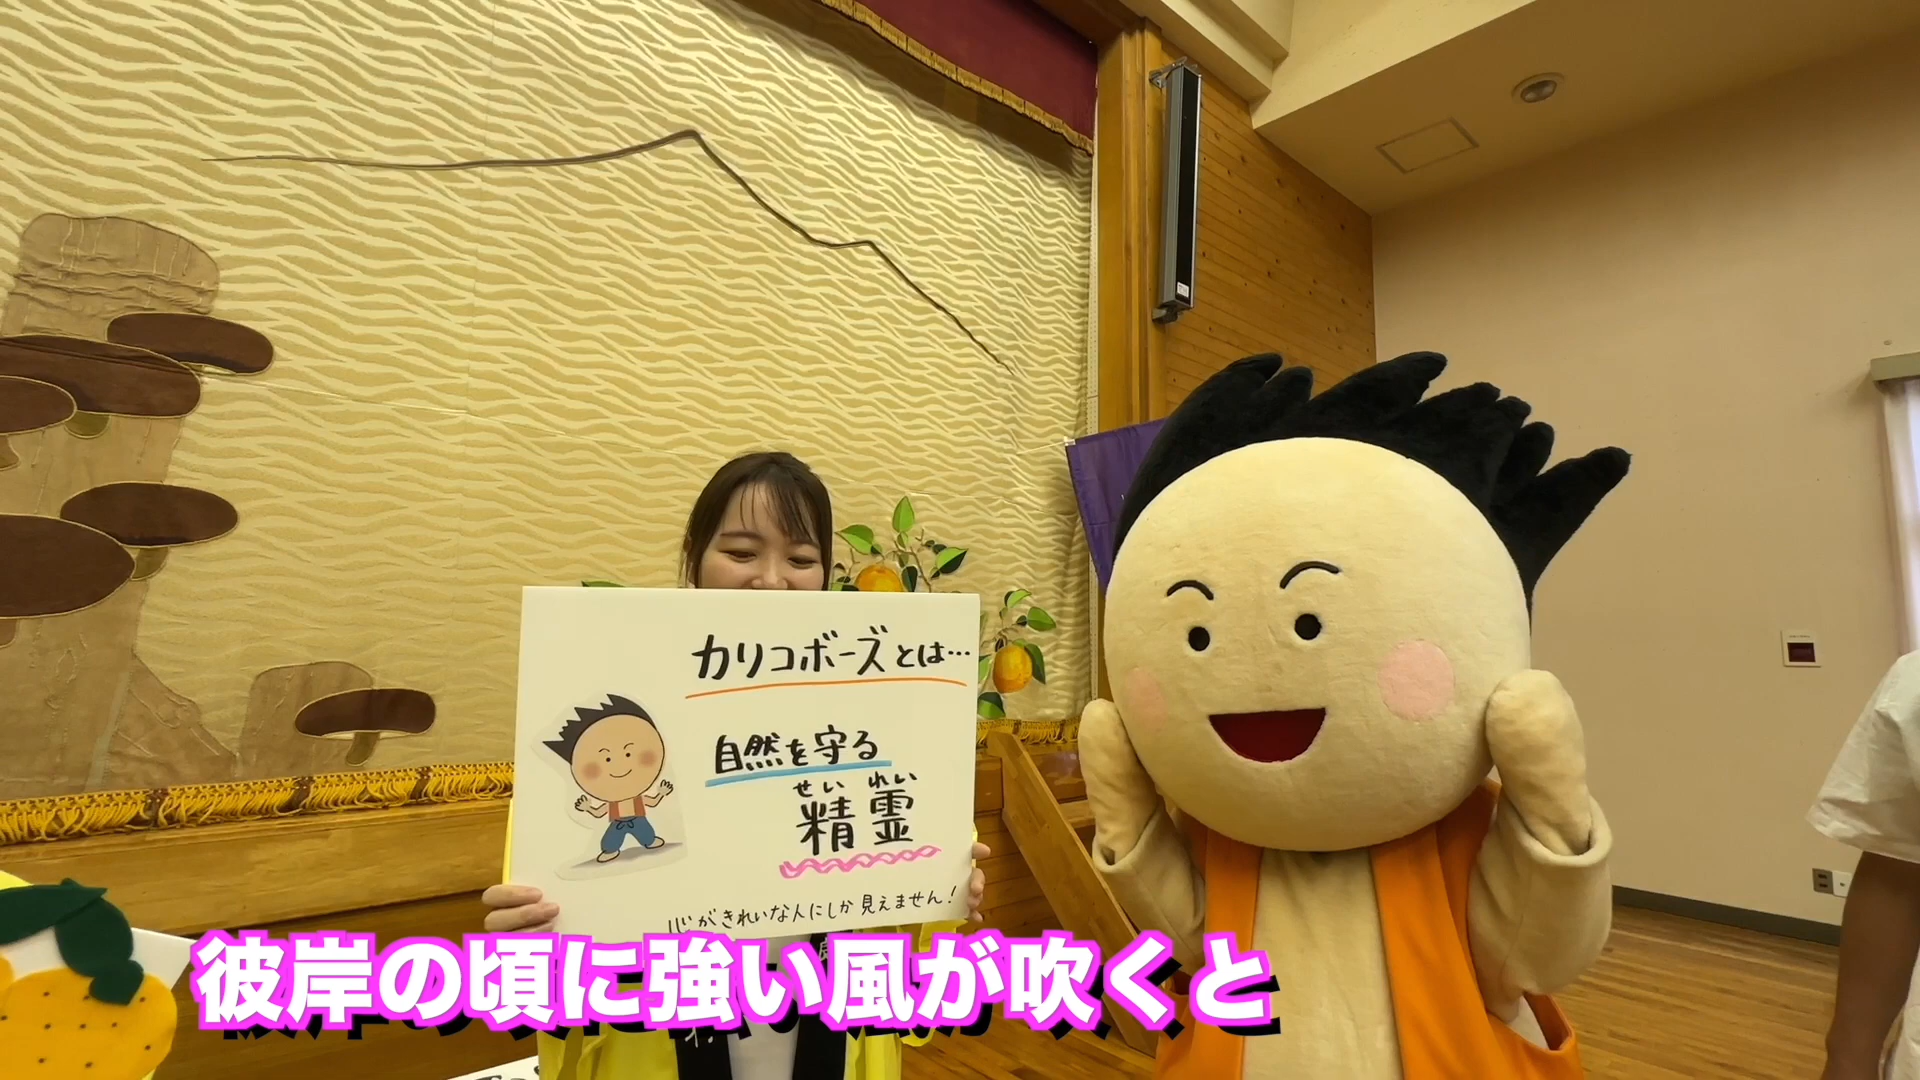 カリコボーズとは…
自然を守る
せいれい
精霊
心がきれいな人にしか見えません!
彼岸の頃に強い風が吹くと